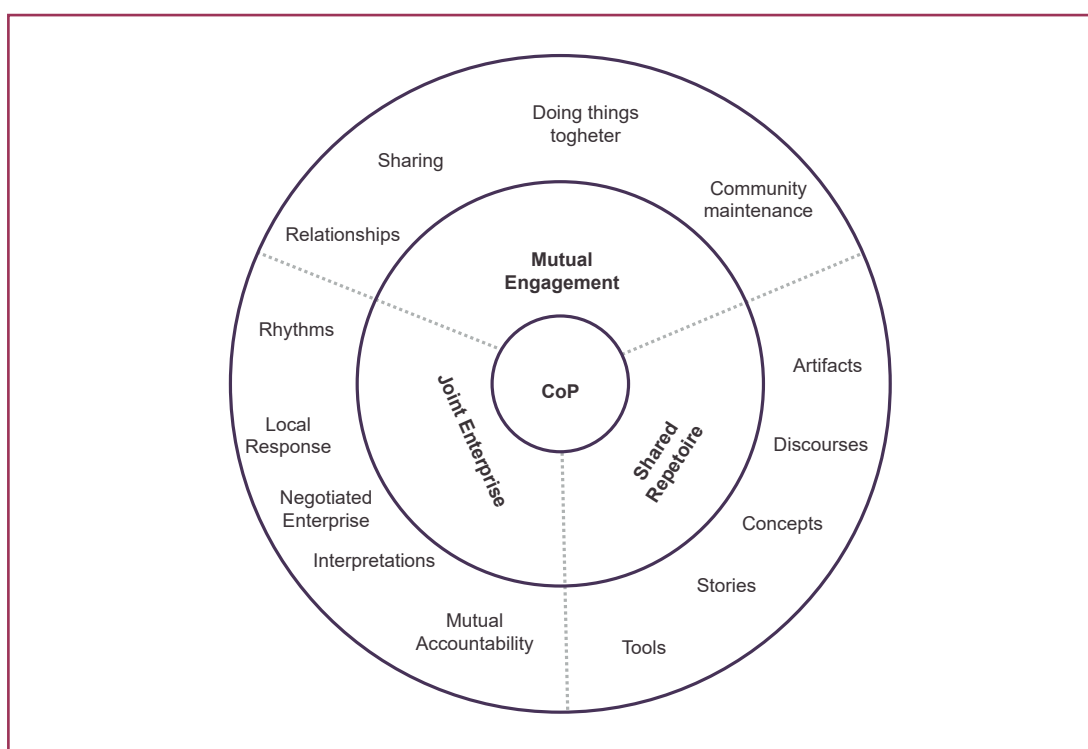 Doing things
togheter
Sharing
Community
maintenance
Relationships
Mutual
Engagement
Rhythms
Artifacts
CoP
Joint Enterprise
Shared
Repetoire
Local
Response
Discourses
Negotiated
Enterprise
Concepts
Interpretations
Stories
Mutual
Accountability
Tools